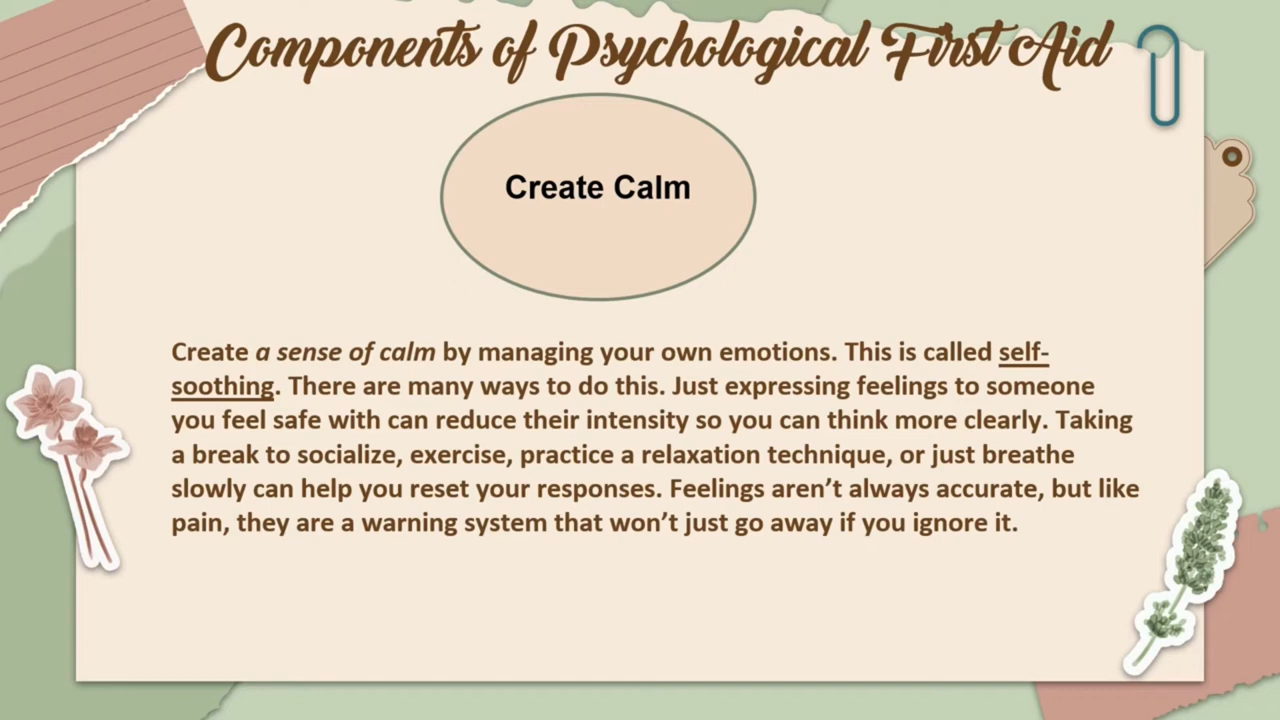 Components of Psychological First Aid
Create Calm
Create a sense of calm by managing your own emotions. This is called self-
soothing. There are many ways to do this. Just expressing feelings to someone
you feel safe with can reduce their intensity so you can think more clearly. Taking
a break to socialize, exercise, practice a relaxation technique, or just breathe
slowly can help you reset your responses. Feelings aren’t always accurate, but like
pain, they are a warning system that won’t just go away if you ignore it.